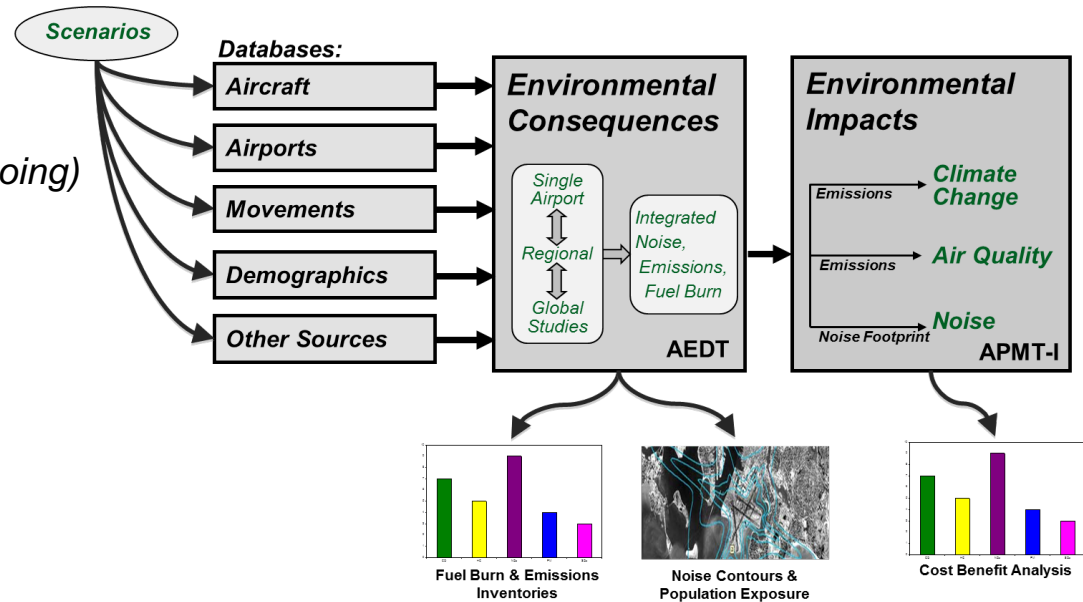 Scenarios
oing)
Databases:
Aircraft
Airports
Movements
Demographics
Other Sources
Environmental
Consequences
Single
Airport
Regional
Global
Studies
Integrated
Noise,
Emissions,
Fuel Burn
AEDT
Environmental
Impacts
Emissions
Climate
Change
Emissions
Air Quality
Noise Footprint
Noise
APMT-I
Fuel Burn & Emissions
Inventories
Noise Contours &
Population Exposure
Cost Benefit Analysis